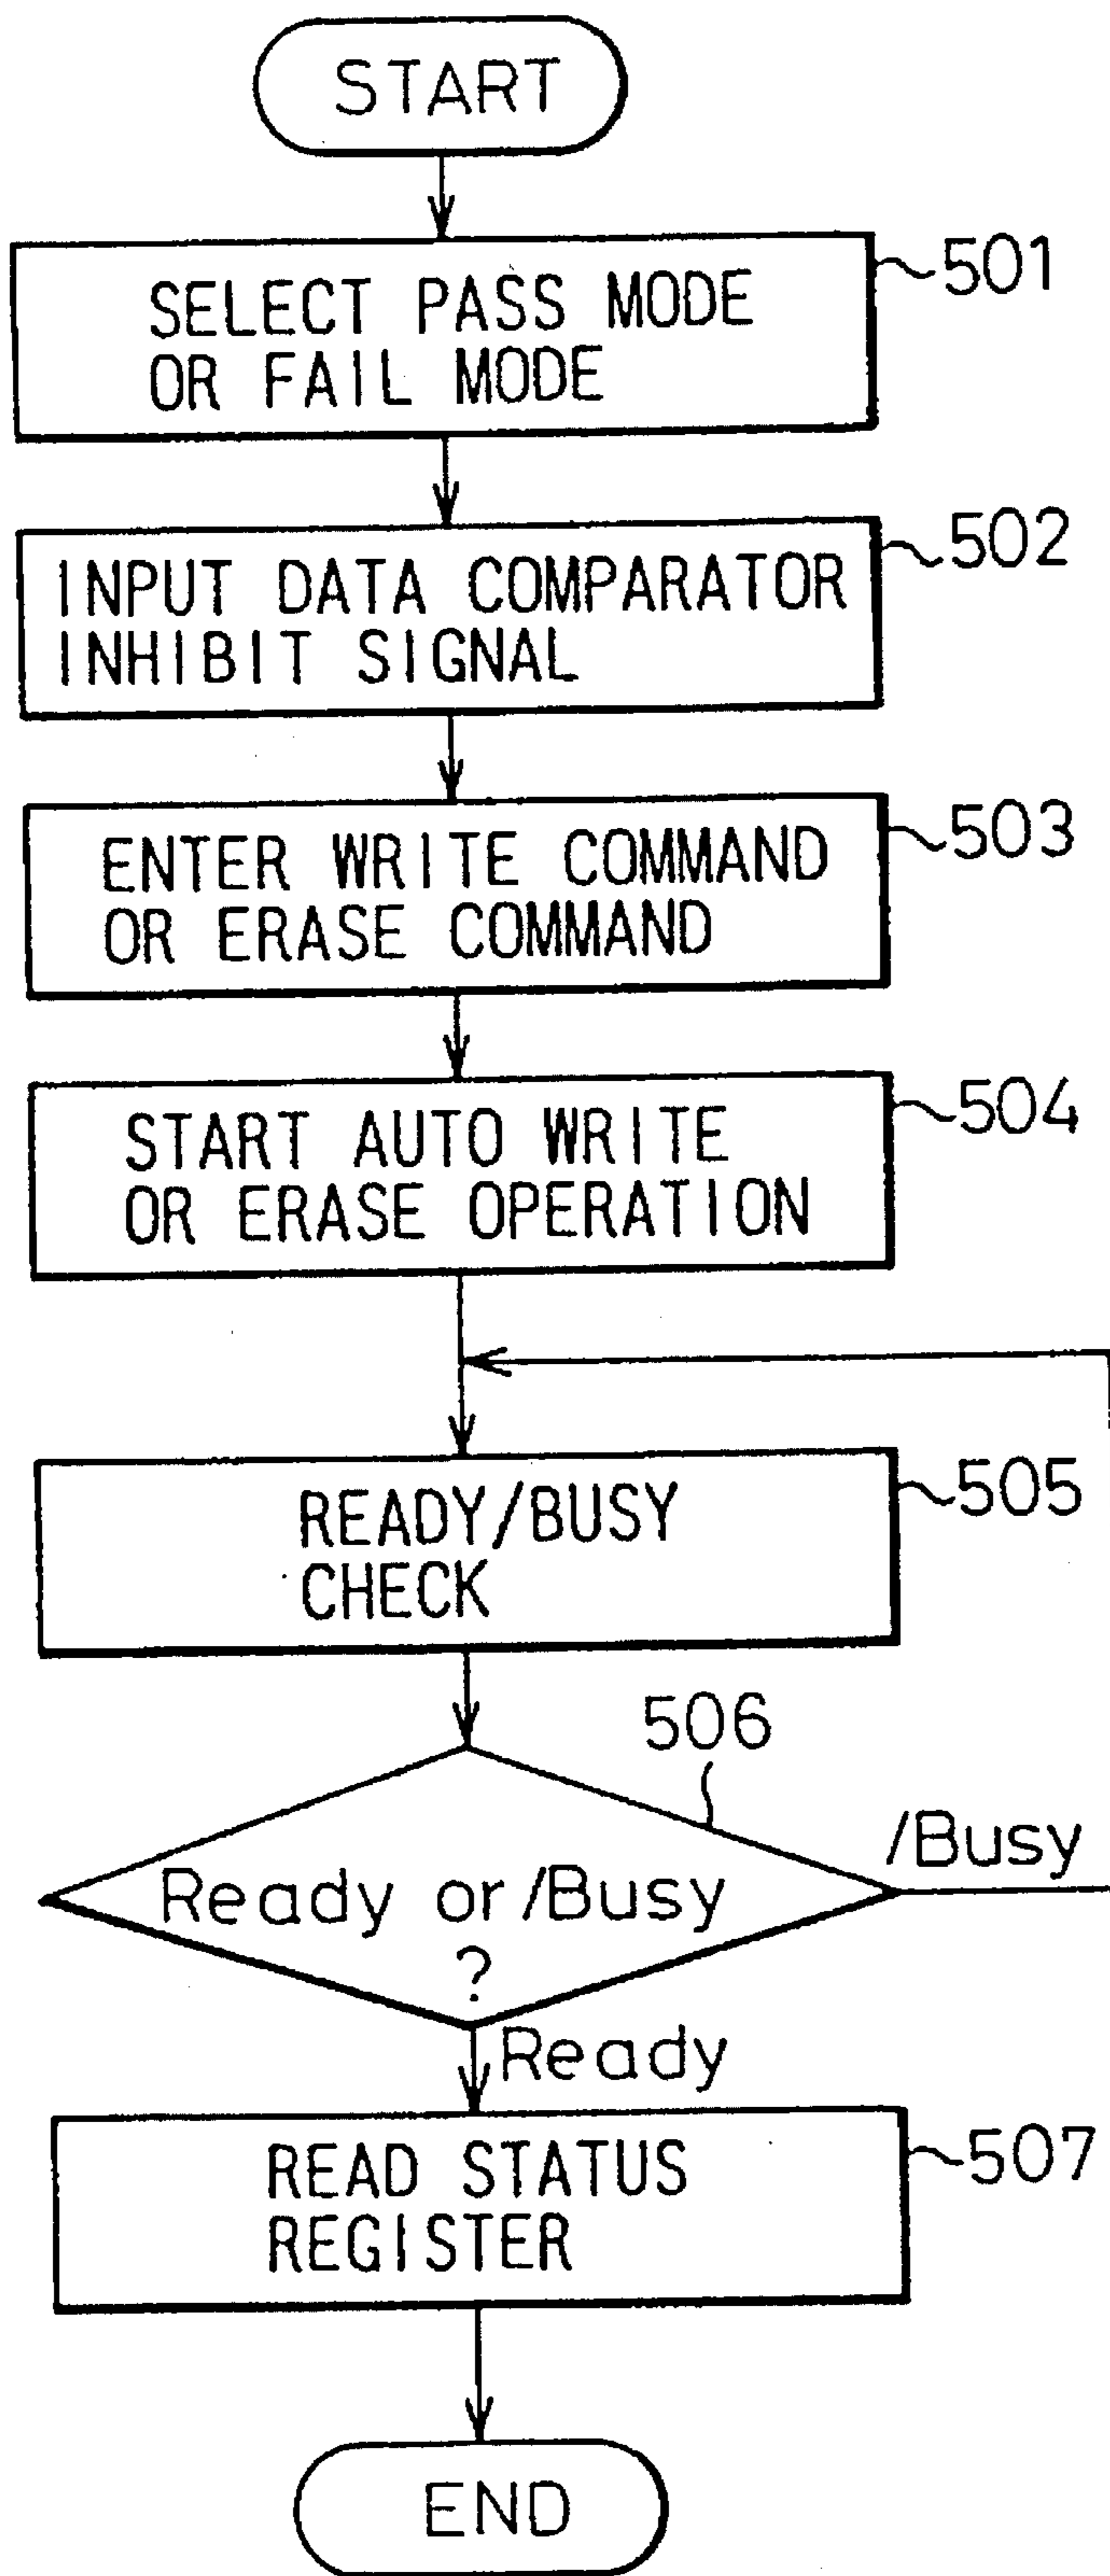 START
SELECT PASS MODE
OR FAIL MODE
501
INPUT DATA COMPARATOR
INHIBIT SIGNAL
502
ENTER WRITE COMMAND
OR ERASE COMMAND
503
START AUTO WRITE
OR ERASE OPERATION
504
READY/BUSY
CHECK
505
506
Ready or /Busy
?
/Busy
Ready
READ STATUS
REGISTER
507
END